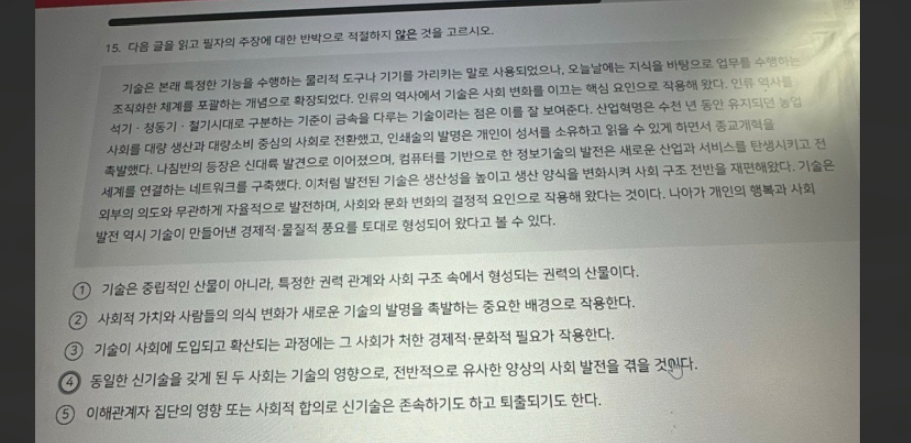 15. 다음 글을 읽고 필자의 주장에 대한 반박으로 적절하지 않은 것을 고르시오.
기술은 본래 특정한 기능을 수행하는 물리적 도구나 기기를 가리키는 말로 사용되었으나, 오늘날에는 지식을 바탕으로 업무를 수행하는
조직화한 체계를 포괄하는 개념으로 확장되었다. 인류의 역사에서 기술은 사회 변화를 이끄는 핵심 요인으로 작용해 왔다. 인류 역사를
석기·청동기·철기시대로 구분하는 기준이 금속을 다루는 기술이라는 점은 이를 잘 보여준다. 산업혁명은 수천 년 동안 유지되던 농업
사회를 대량 생산과 대량소비 중심의 사회로 전환했고, 인쇄술의 발명은 개인이 성서를 소유하고 읽을 수 있게 하면서 종교개혁을
촉발했다. 나침반의 등장은 신대륙 발견으로 이어졌으며, 컴퓨터를 기반으로 한 정보기술의 발전은 새로운 산업과 서비스를 탄생시키고 전
세계를 연결하는 네트워크를 구축했다. 이처럼 발전된 기술은 생산성을 높이고 생산 양식을 변화시켜 사회 구조 전반을 재편해왔다. 기술은
외부의 의도와 무관하게 자율적으로 발전하며, 사회와 문화 변화의 결정적 요인으로 작용해 왔다는 것이다. 나아가 개인의 행복과 사회
발전 역시 기술이 만들어낸 경제적·물질적 풍요를 토대로 형성되어 왔다고 볼 수 있다.
① 기술은 중립적인 산물이 아니라, 특정한 권력 관계와 사회 구조 속에서 형성되는 권력의 산물이다.
② 사회적 가치와 사람들의 의식 변화가 새로운 기술의 발명을 촉발하는 중요한 배경으로 작용한다.
③ 기술이 사회에 도입되고 확산되는 과정에는 그 사회가 처한 경제적·문화적 필요가 작용한다.
④ 동일한 신기술을 갖게 된 두 사회는 기술의 영향으로, 전반적으로 유사한 양상의 사회 발전을 겪을 것이다.
⑤ 이해관계자 집단의 영향 또는 사회적 합의로 신기술은 존속하기도 하고 퇴출되기도 한다.